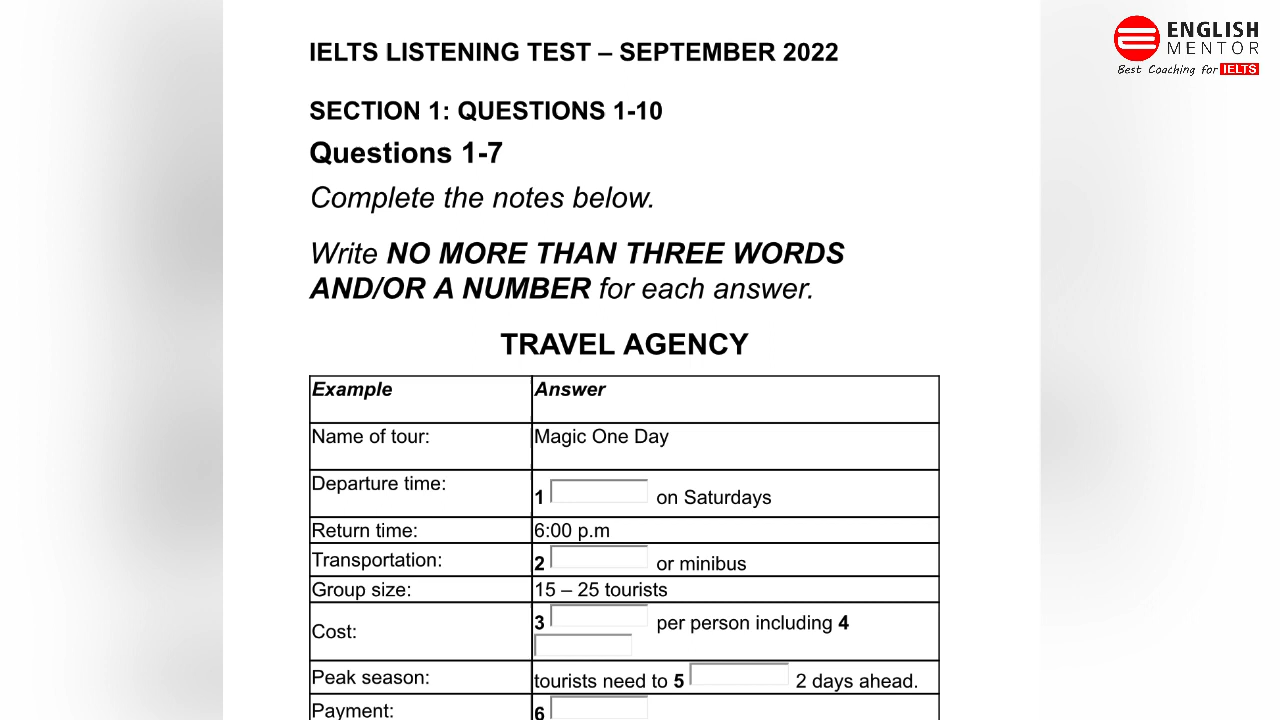 ENGLISH
MENTOR
Best Coaching for IELTS
IELTS LISTENING TEST – SEPTEMBER 2022
SECTION 1: QUESTIONS 1-10
Questions 1-7
Complete the notes below.
Write NO MORE THAN THREE WORDS
AND/OR A NUMBER for each answer.
TRAVEL AGENCY
Example Answer
Name of tour: Magic One Day
Departure time: 1 on Saturdays
Return time: 6:00 p.m
Transportation: 2 or minibus
Group size: 15 – 25 tourists
Cost: 3 per person including 4
Peak season: tourists need to 5 2 days ahead.
Payment: 6